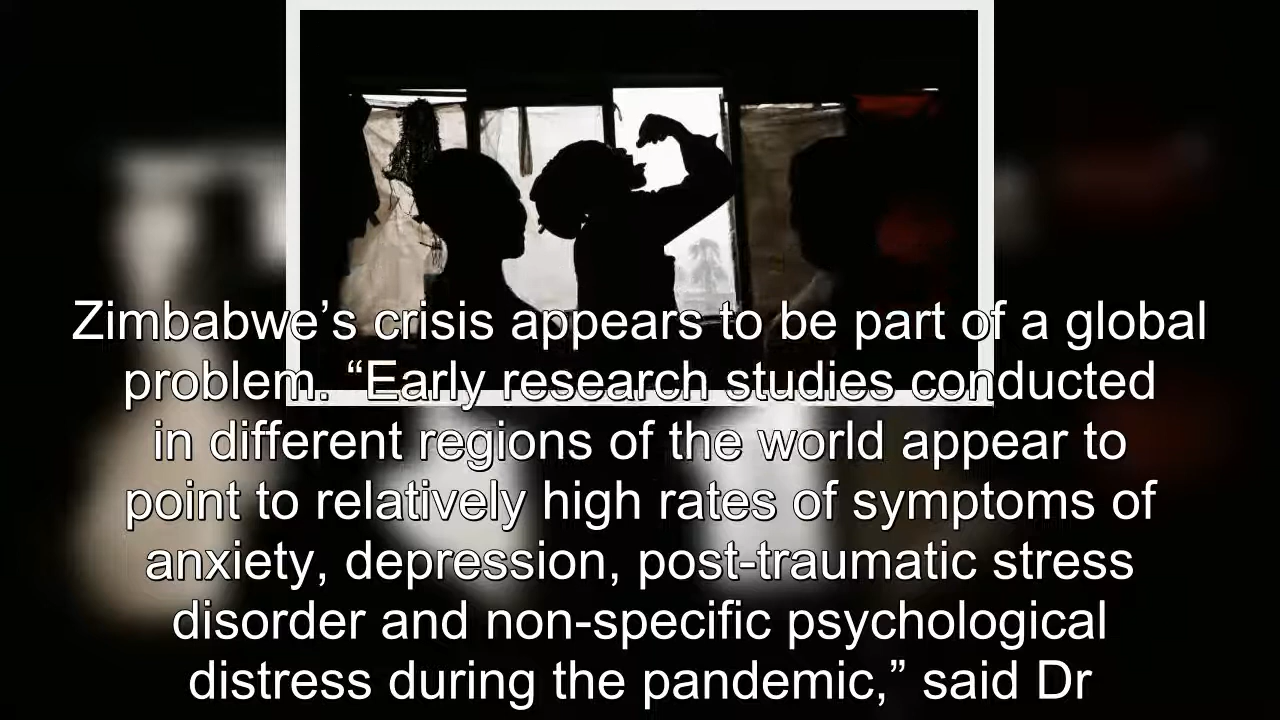 Zimbabwe’s crisis appears to be part of a global
problem. “Early research studies conducted
in different regions of the world appear to
point to relatively high rates of symptoms of
anxiety, depression, post-traumatic stress
disorder and non-specific psychological
distress during the pandemic,” said Dr